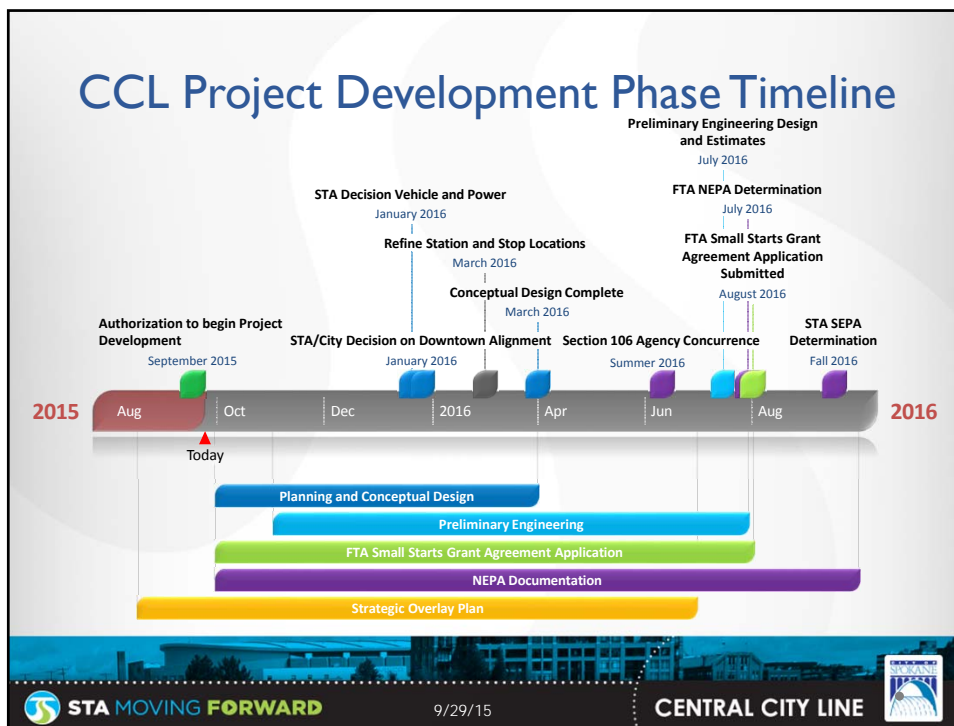 CCL Project Development Phase Timeline
Preliminary Engineering Design
and Estimates
July 2016
STA Decision Vehicle and Power
January 2016
FTA NEPA Determination
July 2016
Refine Station and Stop Locations
March 2016
FTA Small Starts Grant
Agreement Application
Submitted
August 2016
Conceptual Design Complete
March 2016
Authorization to begin Project
Development
September 2015
STA/City Decision on Downtown Alignment
January 2016
Section 106 Agency Concurrence
Summer 2016
STA SEPA
Determination
Fall 2016
2015
Aug
Oct
Dec
2016
Apr
Jun
Aug
2016
Today
Planning and Conceptual Design
Preliminary Engineering
FTA Small Starts Grant Agreement Application
NEPA Documentation
Strategic Overlay Plan
STA MOVING FORWARD
9/29/15
CENTRAL CITY LINE
CITY OF
SPOKANE